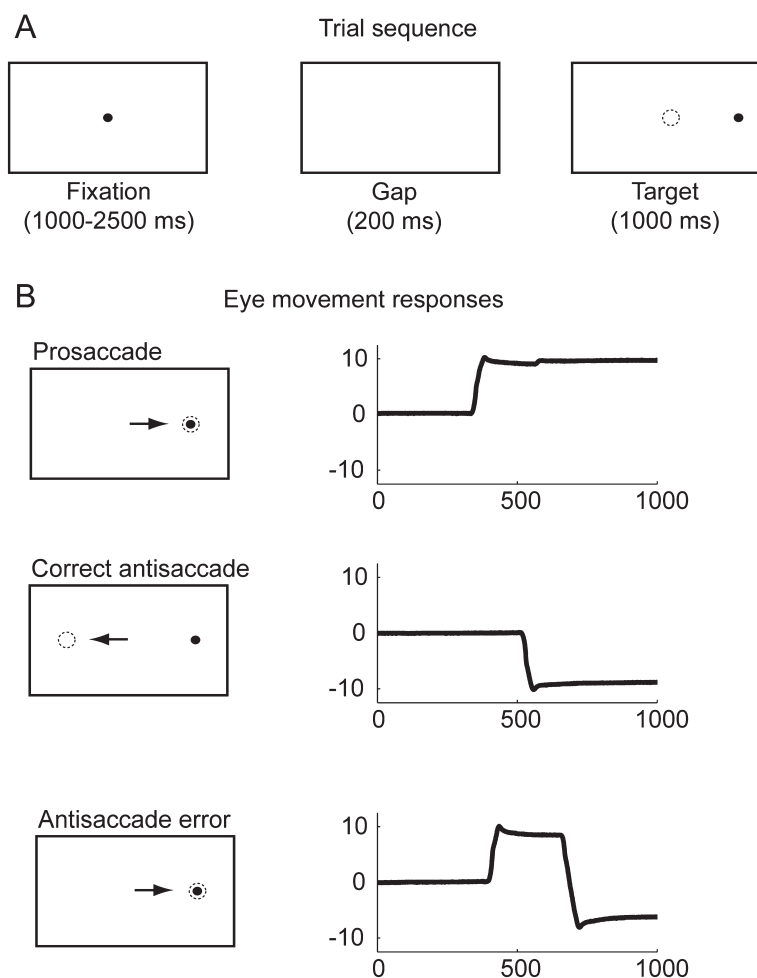 A
Trial sequence
Fixation
(1000-2500 ms)
Gap
(200 ms)
Target
(1000 ms)
B
Eye movement responses
Prosaccade
10
0
-10
0
500
1000
Correct antisaccade
10
0
-10
0
500
1000
Antisaccade error
10
0
-10
0
500
1000